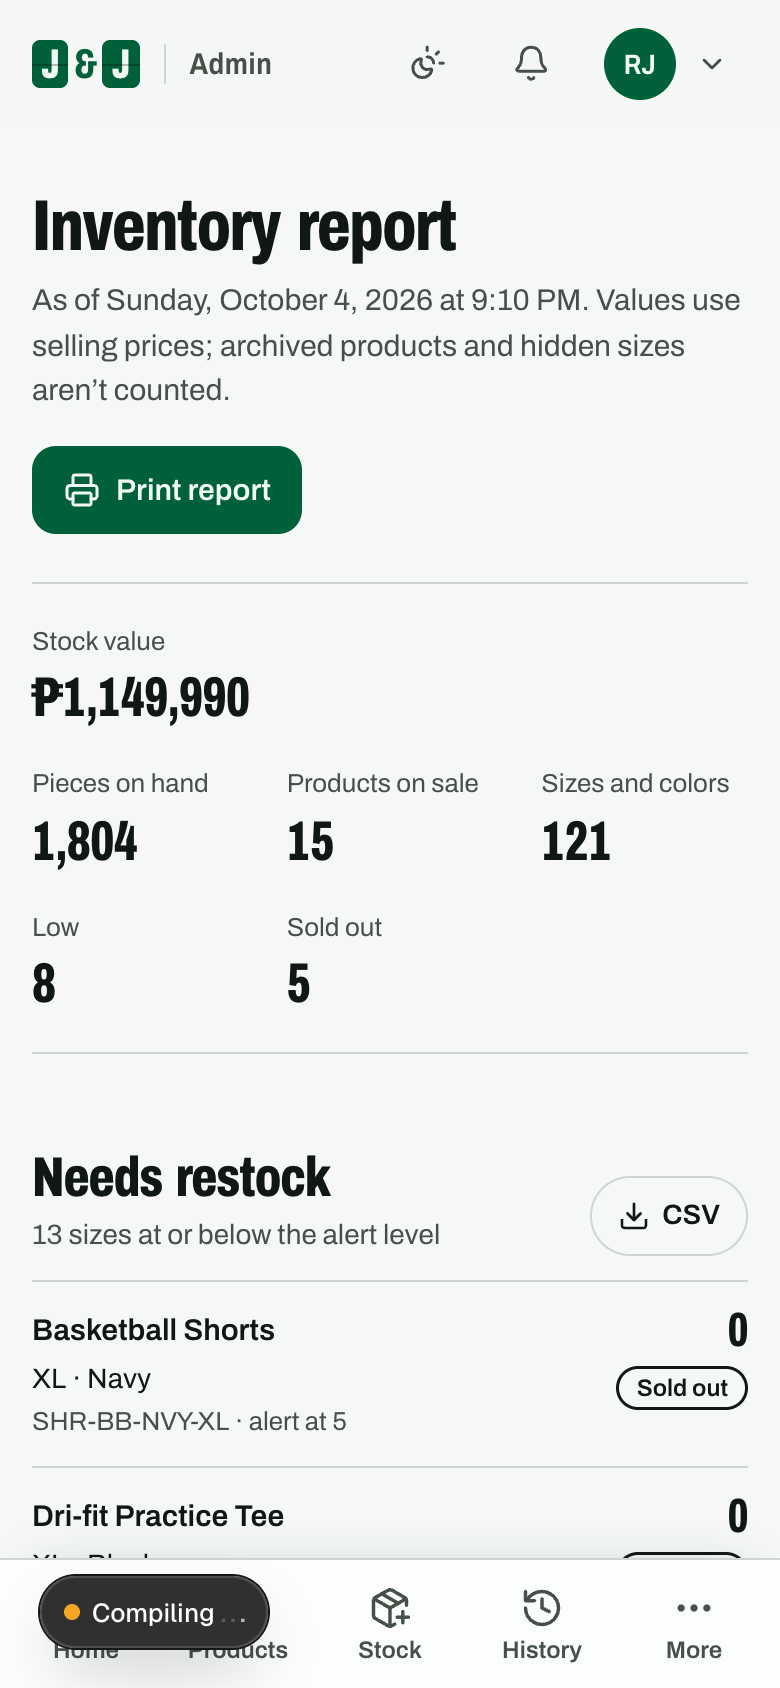 J & J Admin RJ
Inventory report
As of Sunday, October 4, 2026 at 9:10 PM. Values use
selling prices; archived products and hidden sizes
aren’t counted.
Print report
Stock value
₱1,149,990
Pieces on hand Products on sale Sizes and colors
1,804 15 121
Low Sold out
8 5
Needs restock
13 sizes at or below the alert level
CSV
Basketball Shorts 0
XL · Navy Sold out
SHR-BB-NVY-XL · alert at 5
Dri-fit Practice Tee 0
Compiling ...
Home Products Stock History More